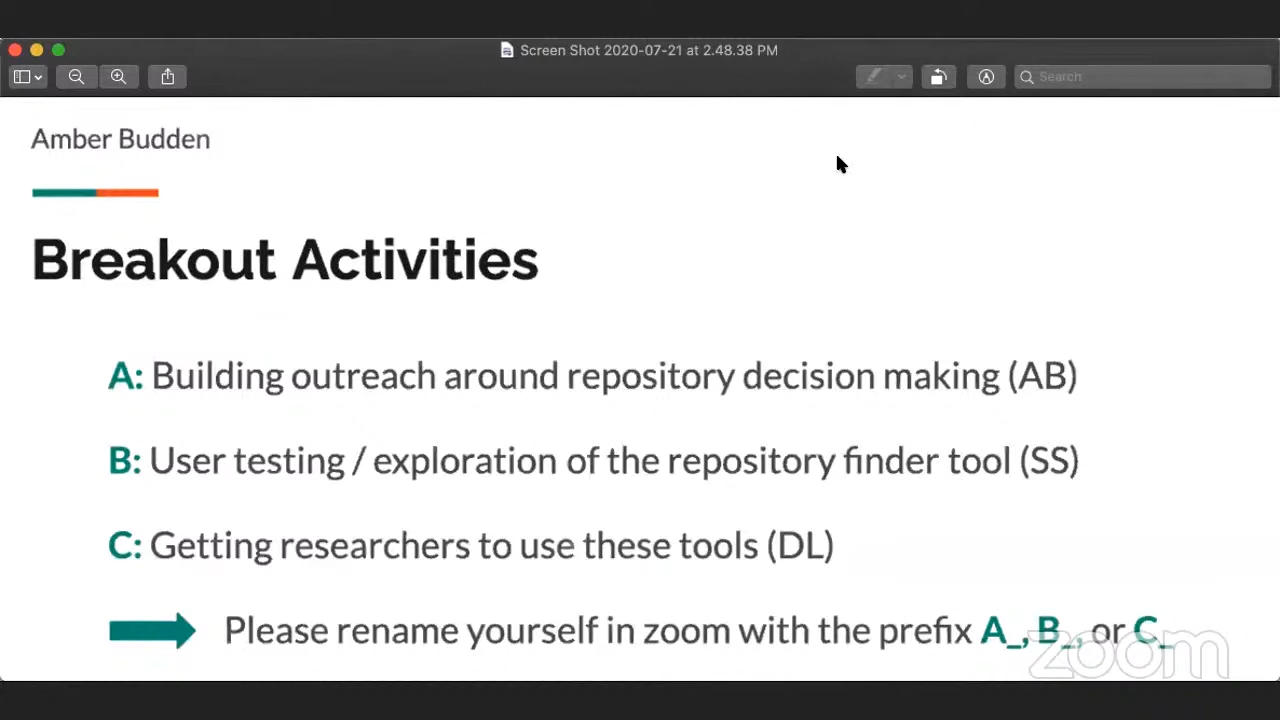 Screen Shot 2020-07-21 at 2.48.38 PM
Search
Amber Budden
Breakout Activities
A: Building outreach around repository decision making (AB)
B: User testing / exploration of the repository finder tool (SS)
C: Getting researchers to use these tools (DL)
Please rename yourself in zoom with the prefix A_, B_, or C_
zoom